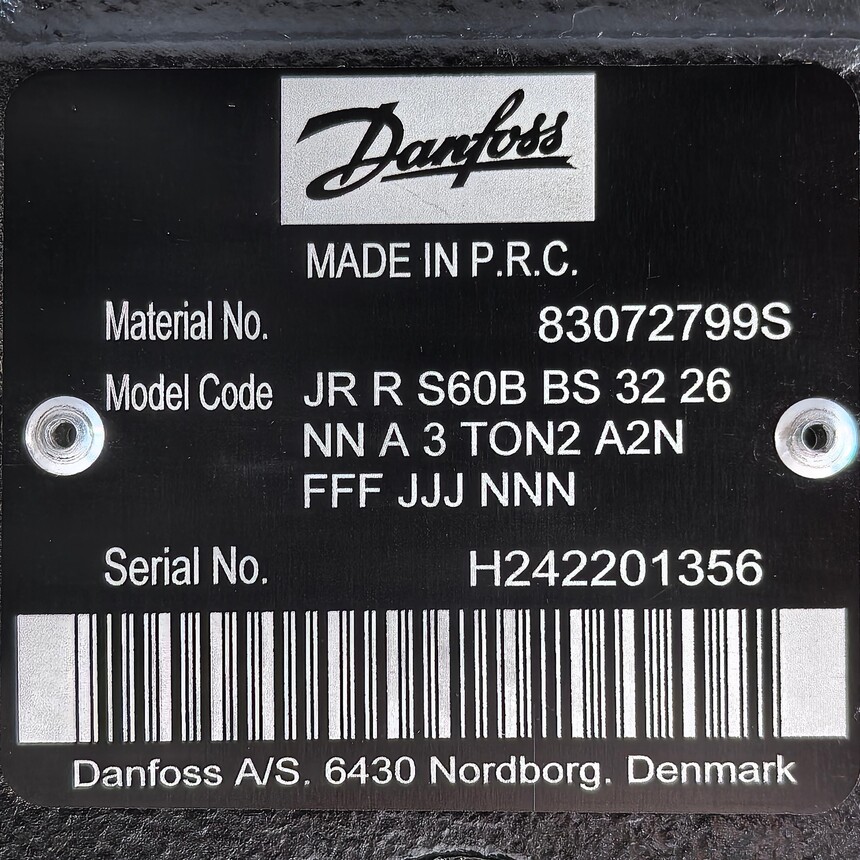 Danfoss
MADE IN P.R.C.
Material No. 83072799S
Model Code JR R S60B BS 32 26
NN A 3 TON2 A2N
FFF JJJ NNN
Serial No. H242201356
Danfoss A/S. 6430 Nordborg. Denmark